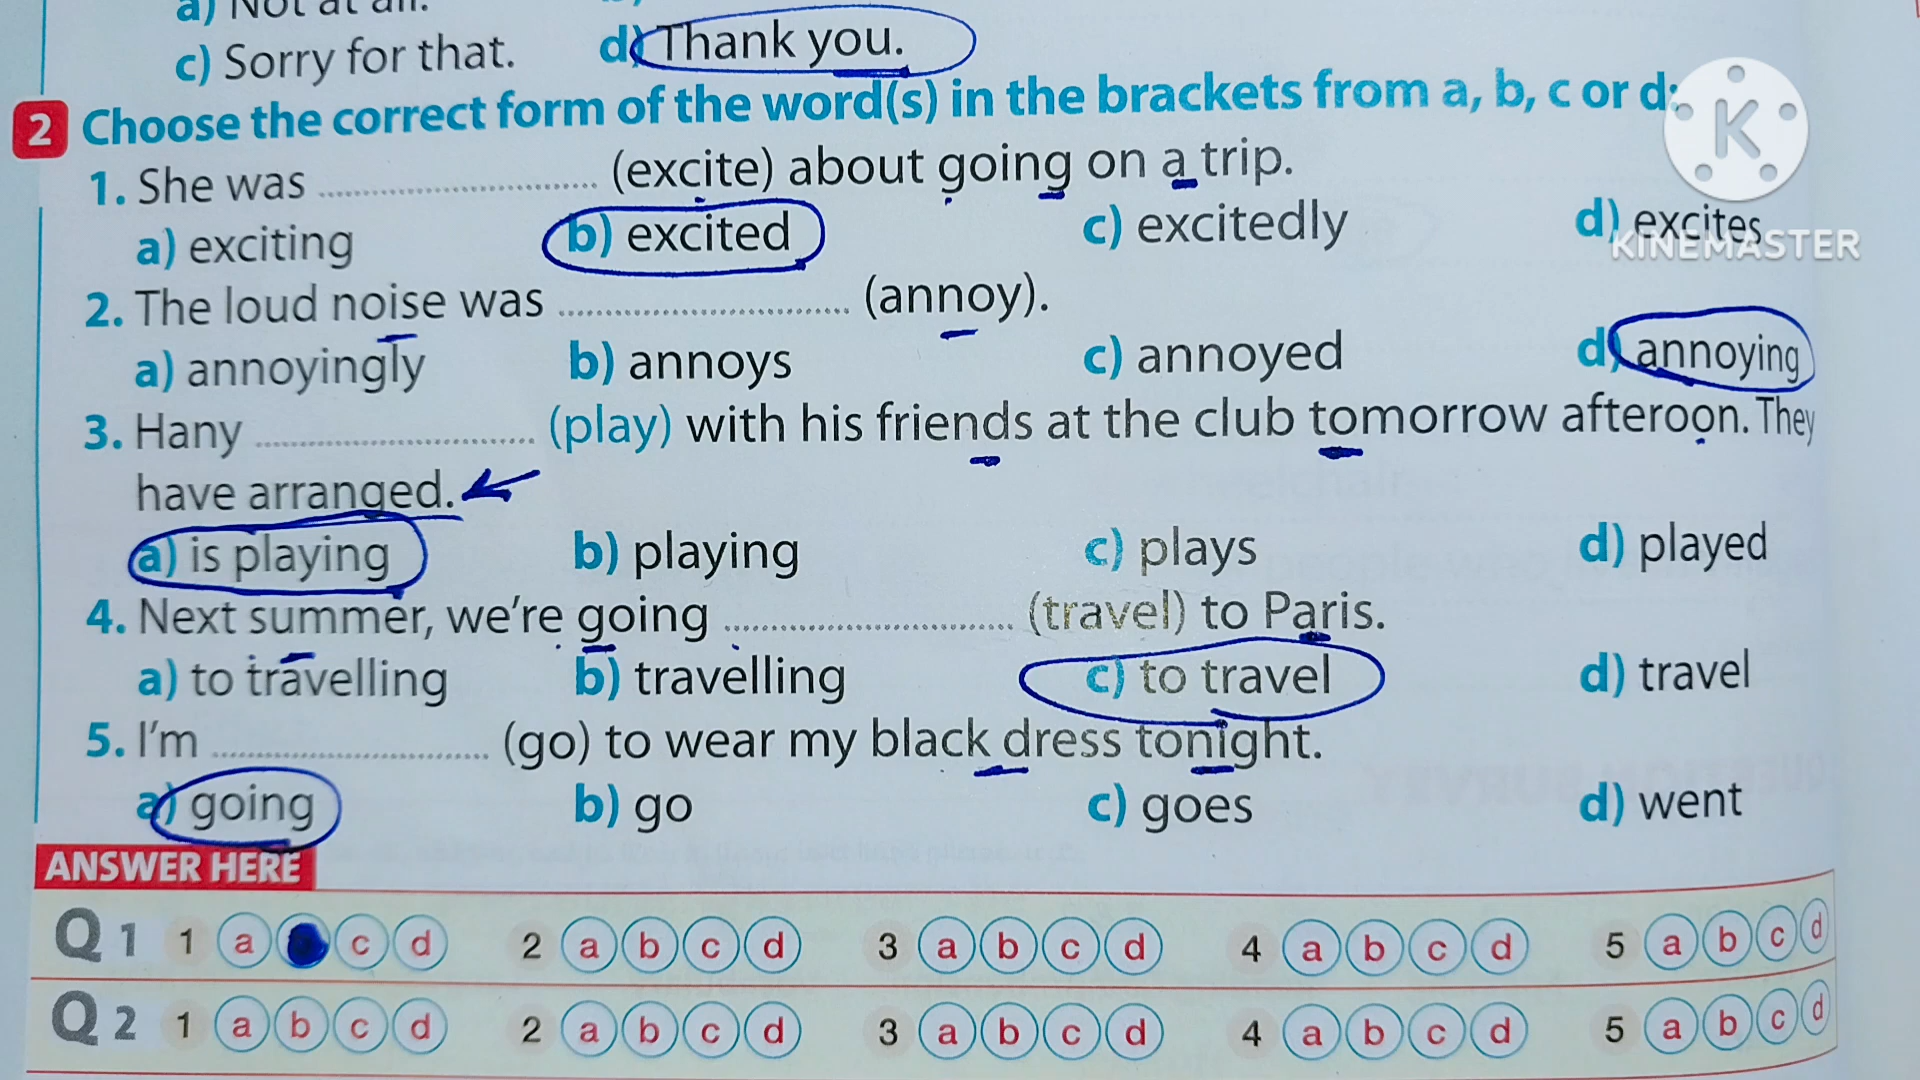 a) Not at all.
c) Sorry for that. d) Thank you.
2 Choose the correct form of the word(s) in the brackets from a, b, c or d:
1. She was .............................. (excite) about going on a trip.
a) exciting b) excited c) excitedly d) excites
KINEMASTER
2. The loud noise was .............................. (annoy).
a) annoyingly b) annoys c) annoyed d) annoying
3. Hany .............................. (play) with his friends at the club tomorrow afteroon. They
have arranged.
a) is playing b) playing c) plays d) played
4. Next summer, we're going .............................. (travel) to Paris.
a) to travelling b) travelling c) to travel d) travel
5. I'm .............................. (go) to wear my black dress tonight.
a) going b) go c) goes d) went
ANSWER HERE
Q 1 1 a c d 2 a b c d 3 a b c d 4 a b c d 5 a b c d
Q 2 1 a b c d 2 a b c d 3 a b c d 4 a b c d 5 a b c d